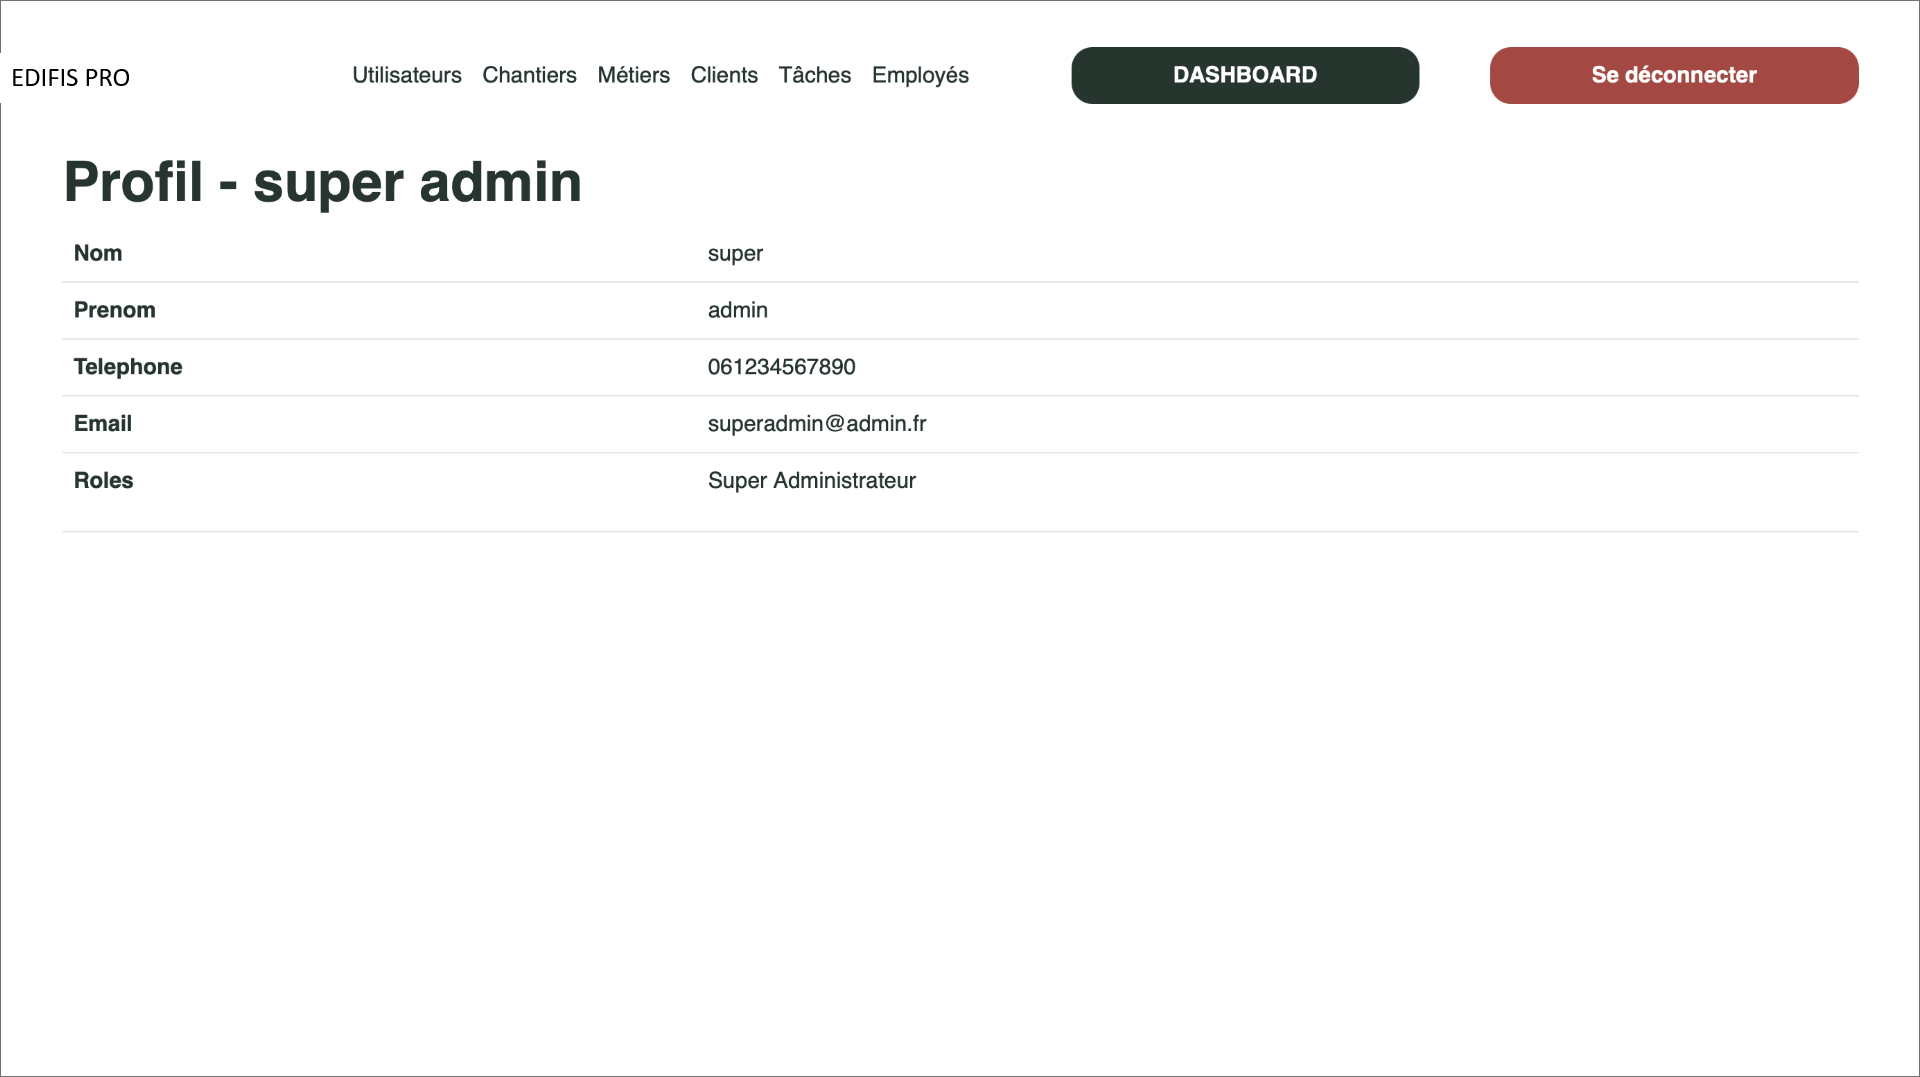 EDIFIS PRO
Utilisateurs Chantiers Métiers Clients Tâches Employés DASHBOARD Se déconnecter
Profil - super admin
Nom super
Prenom admin
Telephone 061234567890
Email superadmin@admin.fr
Roles Super Administrateur